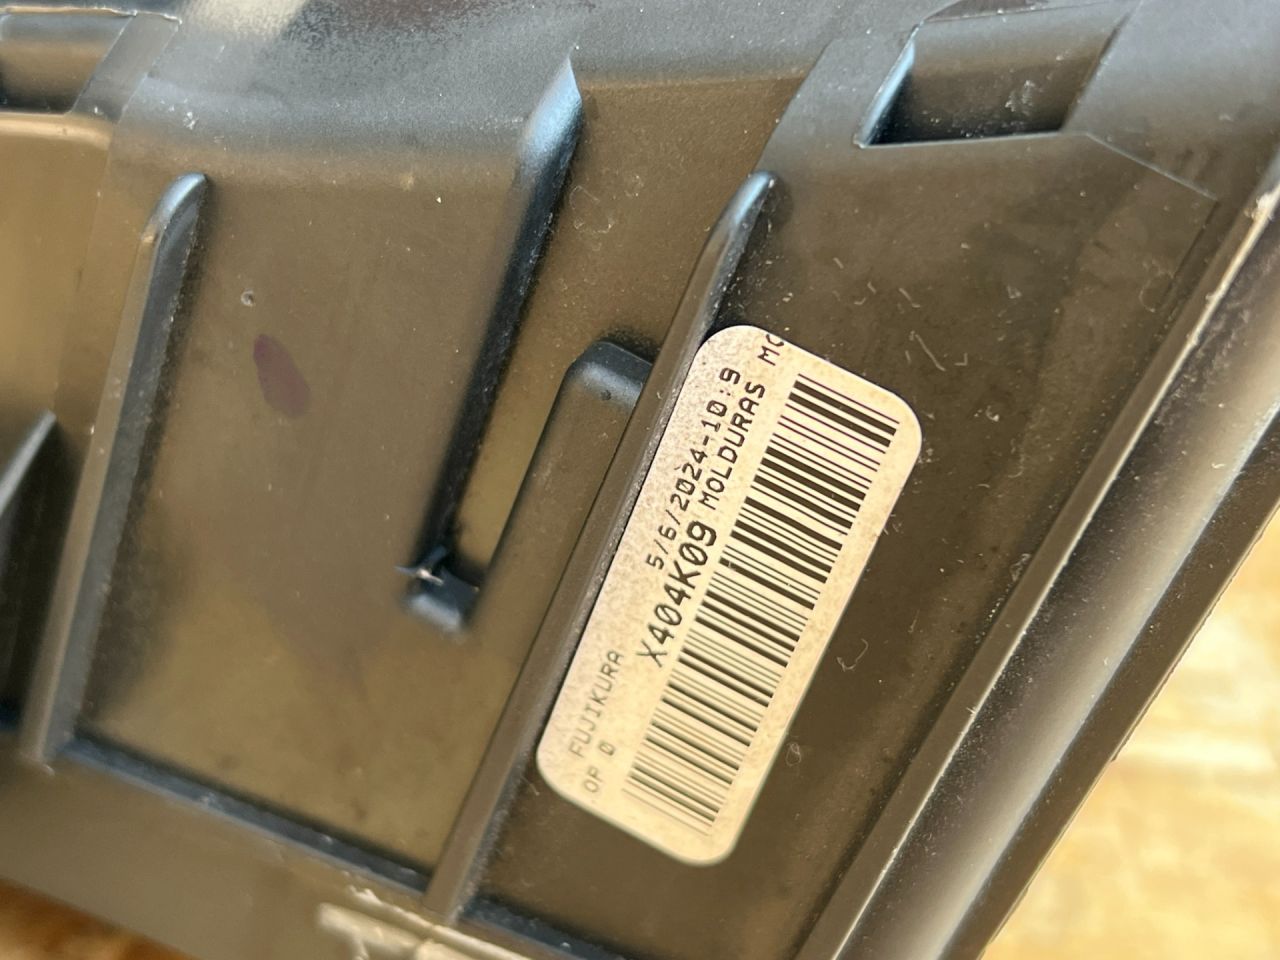 FUJIKURA 5/6/2024-10:9
OP 0 X404K09 MOLDURAS